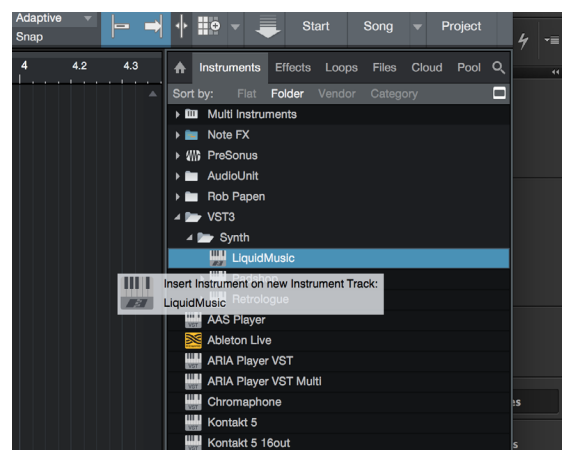 Adaptive
Snap
Start Song Project
4 4.2 4.3
Instruments Effects Loops Files Cloud Pool
Sort by: Flat Folder Vendor Category
Multi Instruments
Note FX
PreSonus
AudioUnit
Rob Papen
VST3
Synth
LiquidMusic
Padshop
Insert Instrument on new Instrument Track:
LiquidMusic
Retrologue
AAS Player
Ableton Live
ARIA Player VST
ARIA Player VST Multi
Chromaphone
Kontakt 5
Kontakt 5 16out